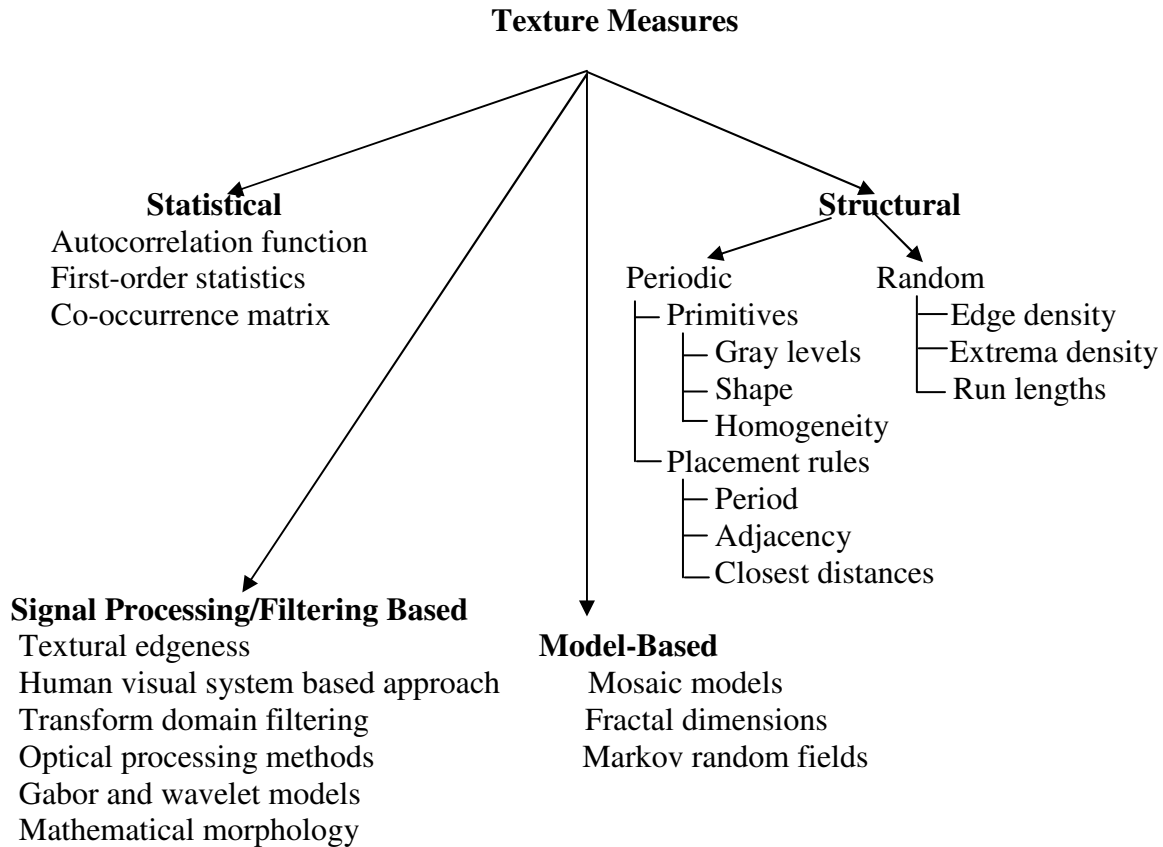 Texture Measures
Statistical
Autocorrelation function
First-order statistics
Co-occurrence matrix
Structural
Periodic
Primitives
Gray levels
Shape
Homogeneity
Placement rules
Period
Adjacency
Closest distances
Random
Edge density
Extrema density
Run lengths
Signal Processing/Filtering Based
Textural edgeness
Human visual system based approach
Transform domain filtering
Optical processing methods
Gabor and wavelet models
Mathematical morphology
Model-Based
Mosaic models
Fractal dimensions
Markov random fields